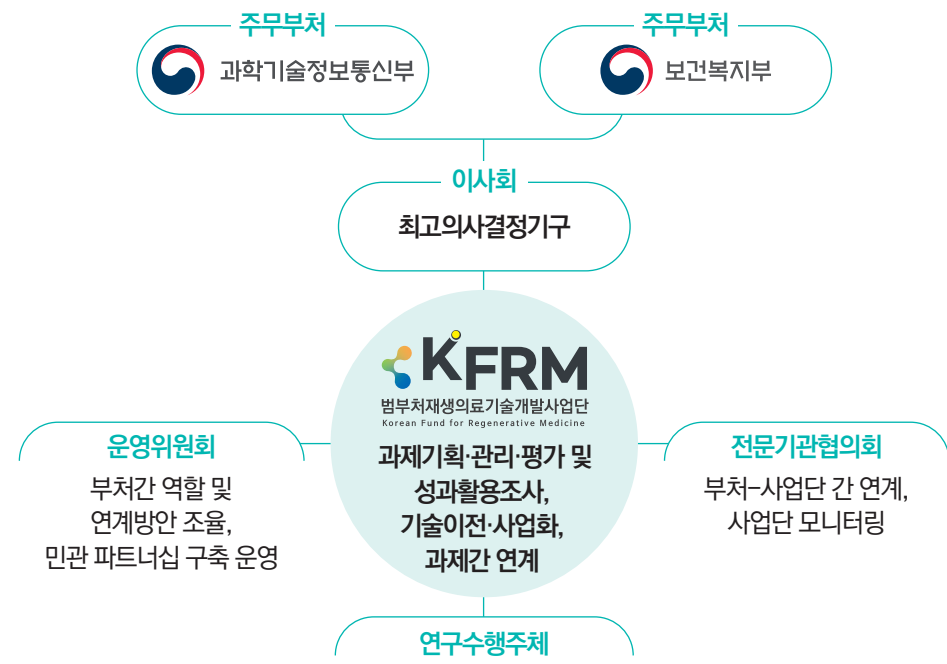 주무부처
과학기술정보통신부
주무부처
보건복지부
이사회
최고의사결정기구
KFRM
범부처재생의료기술개발사업단
Korean Fund for Regenerative Medicine
과제기획·관리·평가 및
성과활용조사,
기술이전·사업화,
과제간 연계
운영위원회
부처간 역할 및
연계방안 조율,
민관 파트너십 구축 운영
전문기관협의회
부처-사업단 간 연계,
사업단 모니터링
연구수행주체